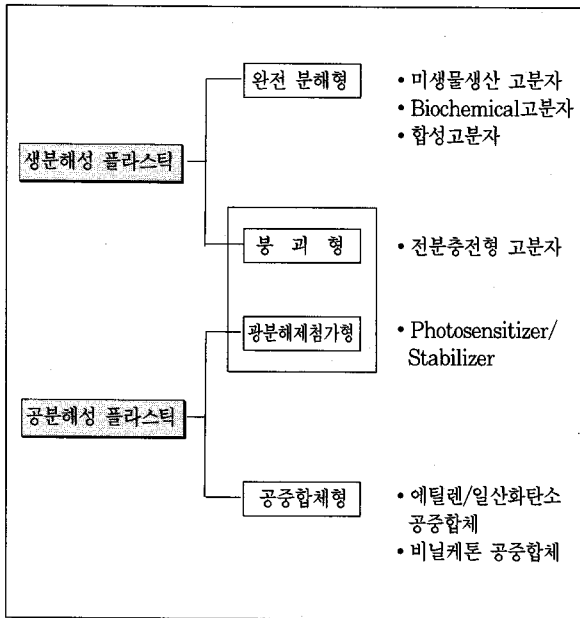 완전 분해형
• 미생물생산 고분자
• Biochemical고분자
• 합성고분자
생분해성 플라스틱
붕 괴 형
• 전분충전형 고분자
광분해제첨가형
• Photosensitizer/
Stabilizer
공분해성 플라스틱
공중합체형
• 에틸렌/일산화탄소
공중합체
• 비닐케톤 공중합체